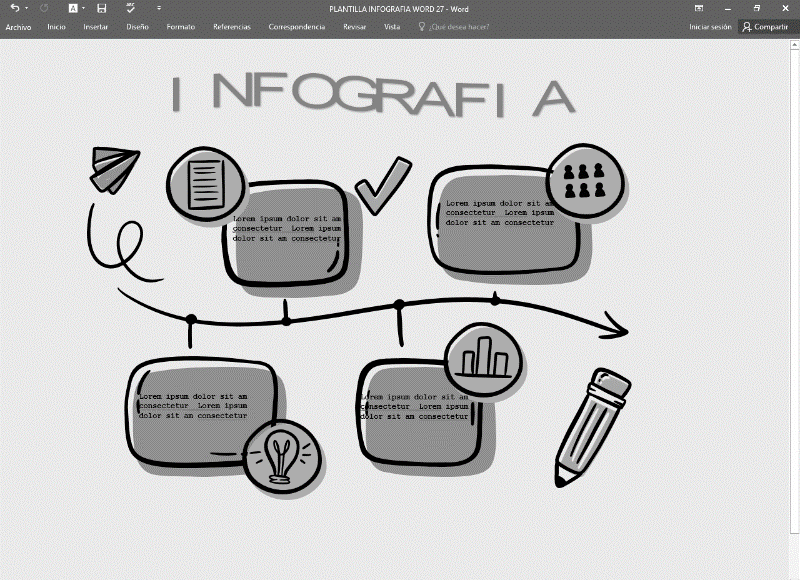 PLANTILLA INFOGRAFIA WORD 27 - Word
Archivo Inicio Insertar Diseño Formato Referencias Correspondencia Revisar Vista ¿Qué desea hacer? Iniciar sesión Compartir
INFOGRAFIA
Lorem ipsum dolor sit am
consectetur Lorem ipsum
dolor sit am consectetur
Lorem ipsum dolor sit am
consectetur Lorem ipsum
dolor sit am consectetur
Lorem ipsum dolor sit am
consectetur Lorem ipsum
dolor sit am consectetur
Lorem ipsum dolor sit am
consectetur Lorem ipsum
dolor sit am consectetur